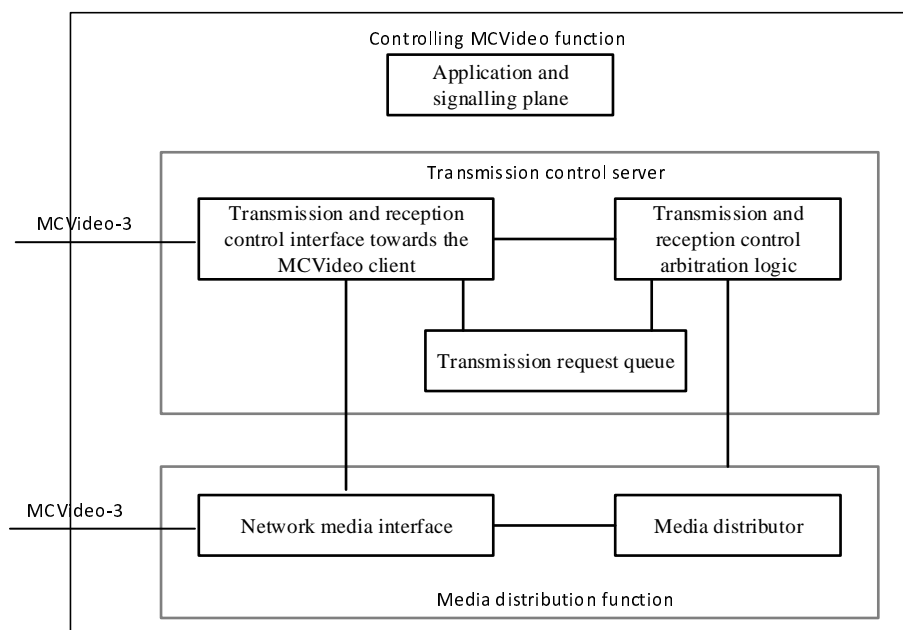 Controlling MCVideo function
Application and
signalling plane
Transmission control server
MCVideo-3
Transmission and reception
control interface towards the
MCVideo client
Transmission and
reception control
arbitration logic
Transmission request queue
MCVideo-3
Network media interface
Media distributor
Media distribution function